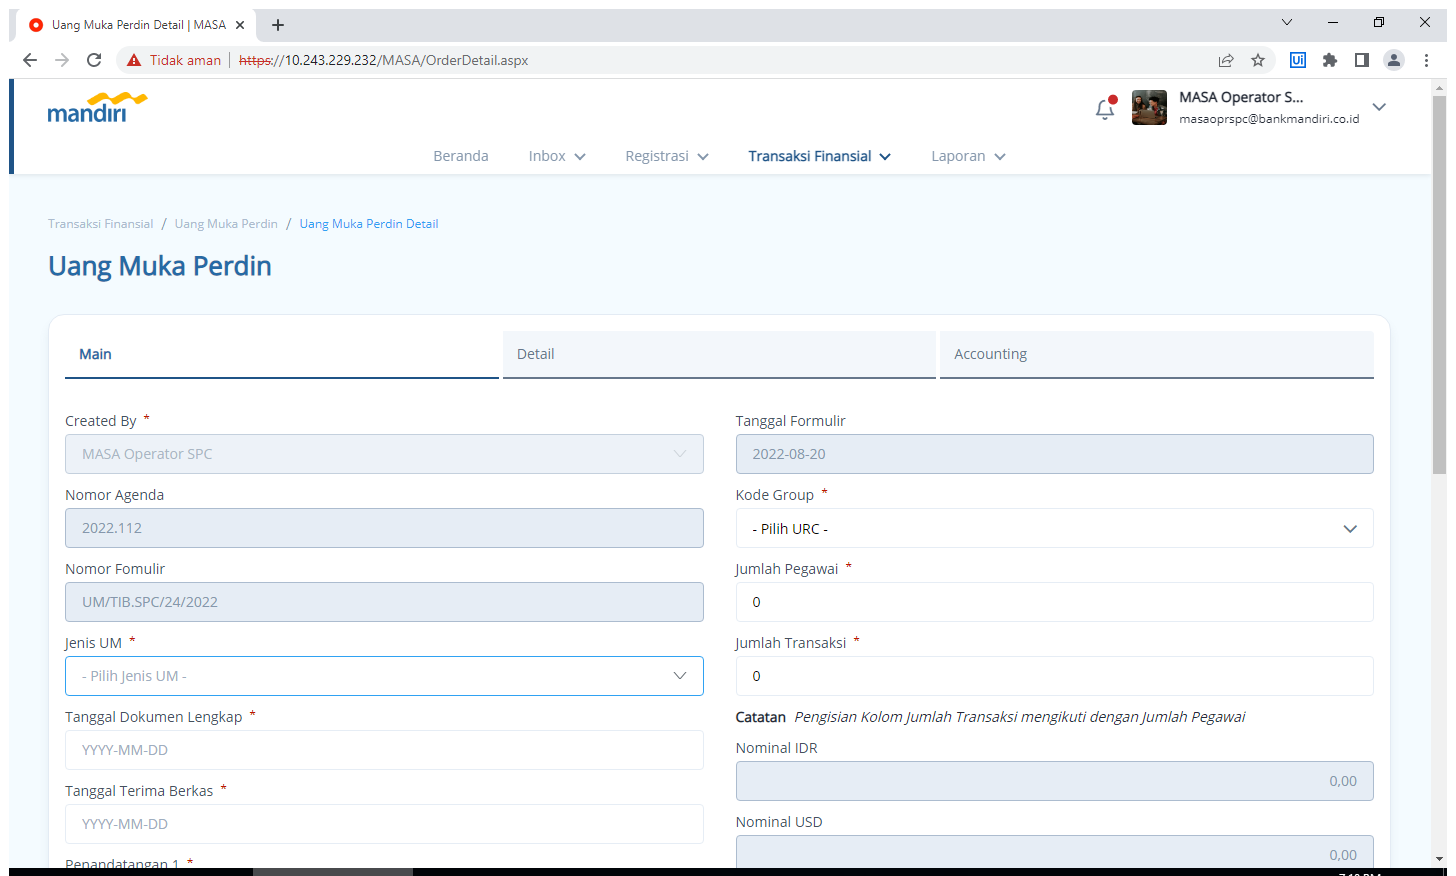 Uang Muka Perdin Detail | MASA
Tidak aman
https://10.243.229.232/MASA/OrderDetail.aspx
Ui
mandiri
MASA Operator S...
masaoprspc@bankmandiri.co.id
Beranda
Inbox
Registrasi
Transaksi Finansial
Laporan
Transaksi Finansial / Uang Muka Perdin / Uang Muka Perdin Detail
Uang Muka Perdin
Main
Detail
Accounting
Created By *
MASA Operator SPC
Nomor Agenda
2022.112
Nomor Fomulir
UM/TIB.SPC/24/2022
Jenis UM *
- Pilih Jenis UM -
Tanggal Dokumen Lengkap *
YYYY-MM-DD
Tanggal Terima Berkas *
YYYY-MM-DD
Penandatangan 1 *
Tanggal Formulir
2022-08-20
Kode Group *
- Pilih URC -
Jumlah Pegawai *
0
Jumlah Transaksi *
0
Catatan Pengisian Kolom Jumlah Transaksi mengikuti dengan Jumlah Pegawai
Nominal IDR
0,00
Nominal USD
0,00